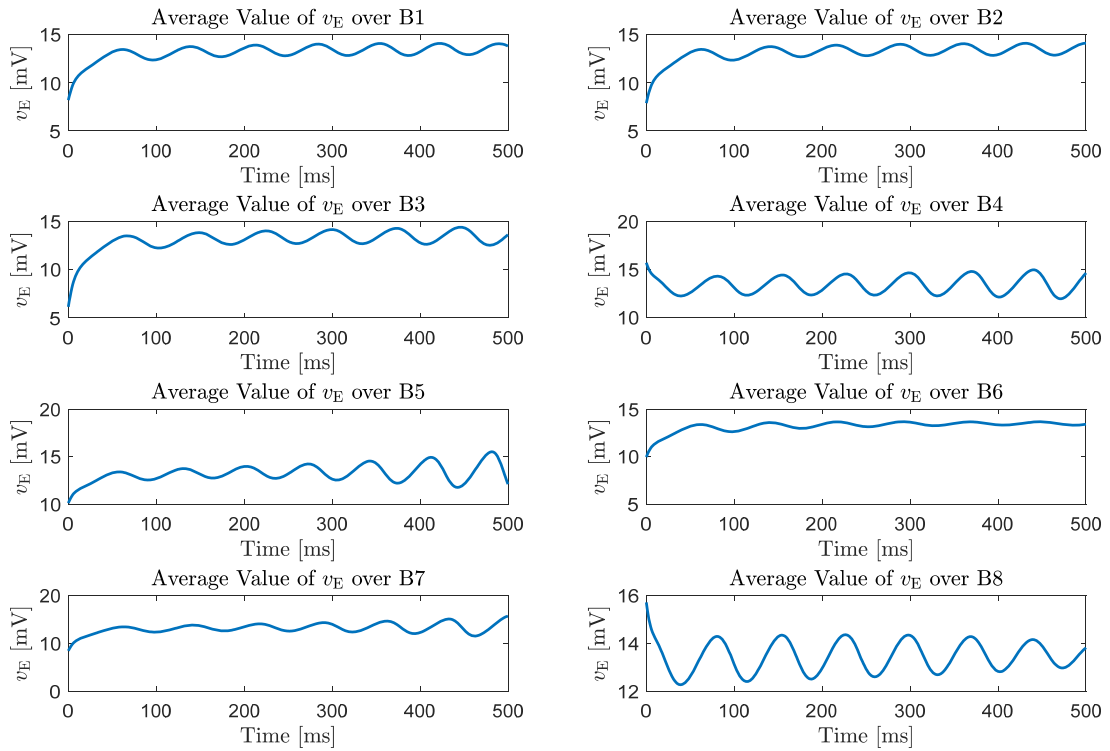 Average Value of vE over B1
15
10
5
vE [mV]
0 100 200 300 400 500
Time [ms]
Average Value of vE over B2
15
10
5
vE [mV]
0 100 200 300 400 500
Time [ms]
Average Value of vE over B3
15
10
5
vE [mV]
0 100 200 300 400 500
Time [ms]
Average Value of vE over B4
20
15
10
vE [mV]
0 100 200 300 400 500
Time [ms]
Average Value of vE over B5
20
15
10
vE [mV]
0 100 200 300 400 500
Time [ms]
Average Value of vE over B6
15
10
5
vE [mV]
0 100 200 300 400 500
Time [ms]
Average Value of vE over B7
20
10
0
vE [mV]
0 100 200 300 400 500
Time [ms]
Average Value of vE over B8
16
14
12
vE [mV]
0 100 200 300 400 500
Time [ms]